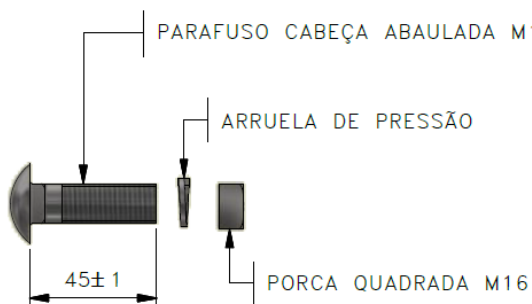 PARAFUSO CABEÇA ABAULADA
ARRUELA DE PRESSÃO
45± 1
PORCA QUADRADA M16